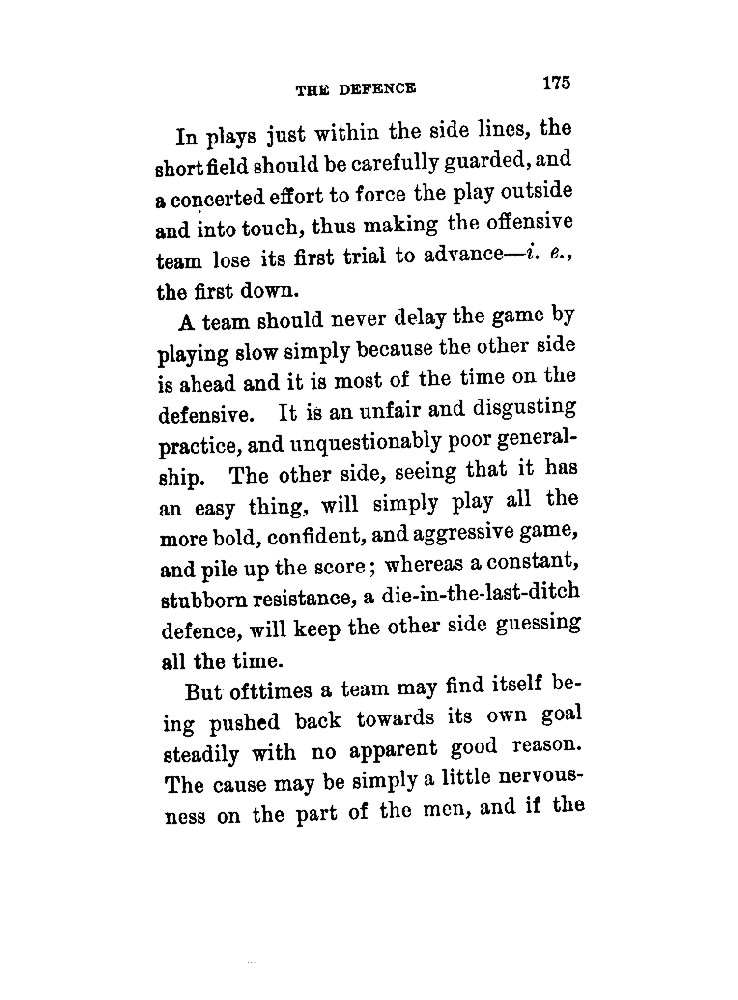 THE DEFENCE 175
In plays just within the side lines, the
short field should be carefully guarded, and
a concerted effort to force the play outside
and into touch, thus making the offensive
team lose its first trial to advance—i. e.,
the first down.
A team should never delay the game by
playing slow simply because the other side
is ahead and it is most of the time on the
defensive. It is an unfair and disgusting
practice, and unquestionably poor general-
ship. The other side, seeing that it has
an easy thing, will simply play all the
more bold, confident, and aggressive game,
and pile up the score; whereas a constant,
stubborn resistance, a die-in-the-last-ditch
defence, will keep the other side guessing
all the time.
But ofttimes a team may find itself be-
ing pushed back towards its own goal
steadily with no apparent good reason.
The cause may be simply a little nervous-
ness on the part of the men, and if the